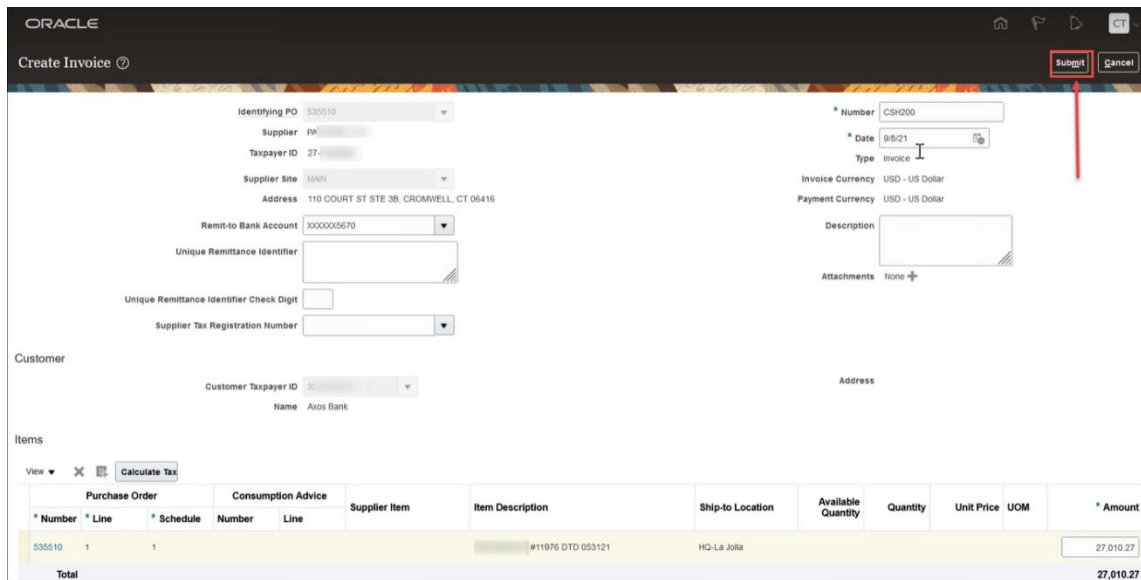 ORACLE
CT
Create Invoice
Submit
Cancel
Identifying PO 535510
Supplier PA
Taxpayer ID 27-
Supplier Site MAIN
Address 110 COURT ST STE 3B, CROMWELL, CT 06416
Remit-to Bank Account XXXXXX5670
Unique Remittance Identifier
Unique Remittance Identifier Check Digit
Supplier Tax Registration Number
* Number CSH200
* Date 9/6/21
Type Invoice
Invoice Currency USD - US Dollar
Payment Currency USD - US Dollar
Description
Attachments None
Customer
Customer Taxpayer ID
Name Axos Bank
Address
Items
View Calculate Tax
Purchase Order Consumption Advice Supplier Item Item Description Ship-to Location Available Quantity Quantity Unit Price UOM * Amount
* Number * Line * Schedule Number Line
535510 1 1 #11976 DTD 053121 HQ-La Jolla 27,010.27
Total 27,010.27